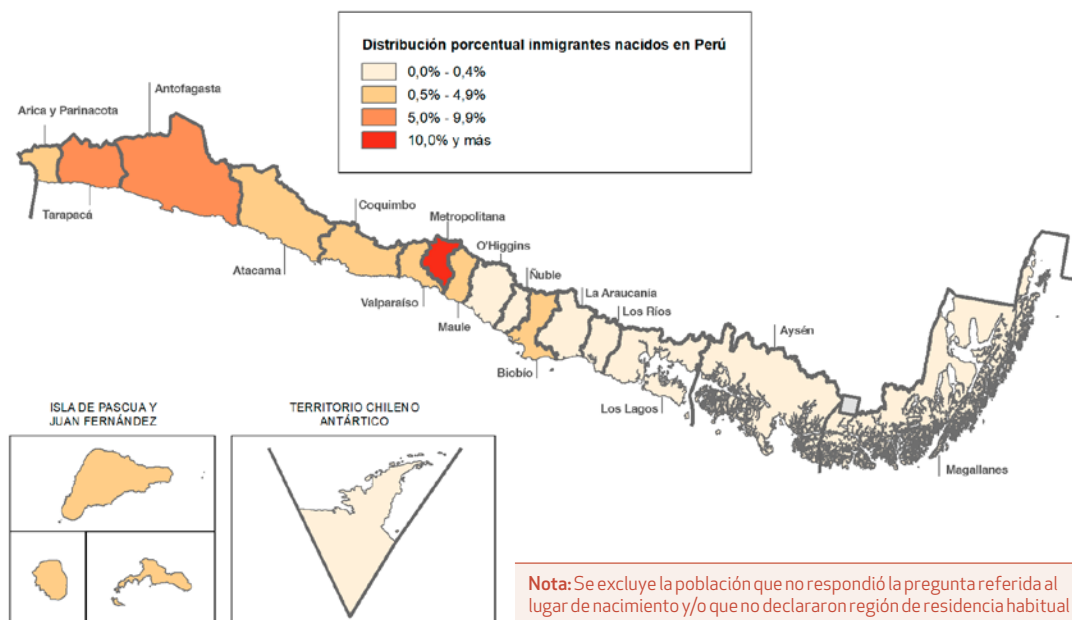 Distribución porcentual inmigrantes nacidos en Perú
0,0% - 0,4%
0,5% - 4,9%
5,0% - 9,9%
10,0% y más
Antofagasta
Arica y Parinacota
Tarapacá
Coquimbo
Metropolitana
O'Higgins
Atacama
Ñuble
La Araucanía
Valparaíso
Los Ríos
Maule
Aysén
Biobío
Los Lagos
Magallanes
ISLA DE PASCUA Y
JUAN FERNÁNDEZ
TERRITORIO CHILENO
ANTÁRTICO
Nota: Se excluye la población que no respondió la pregunta referida al
lugar de nacimiento y/o que no declararon región de residencia habitual